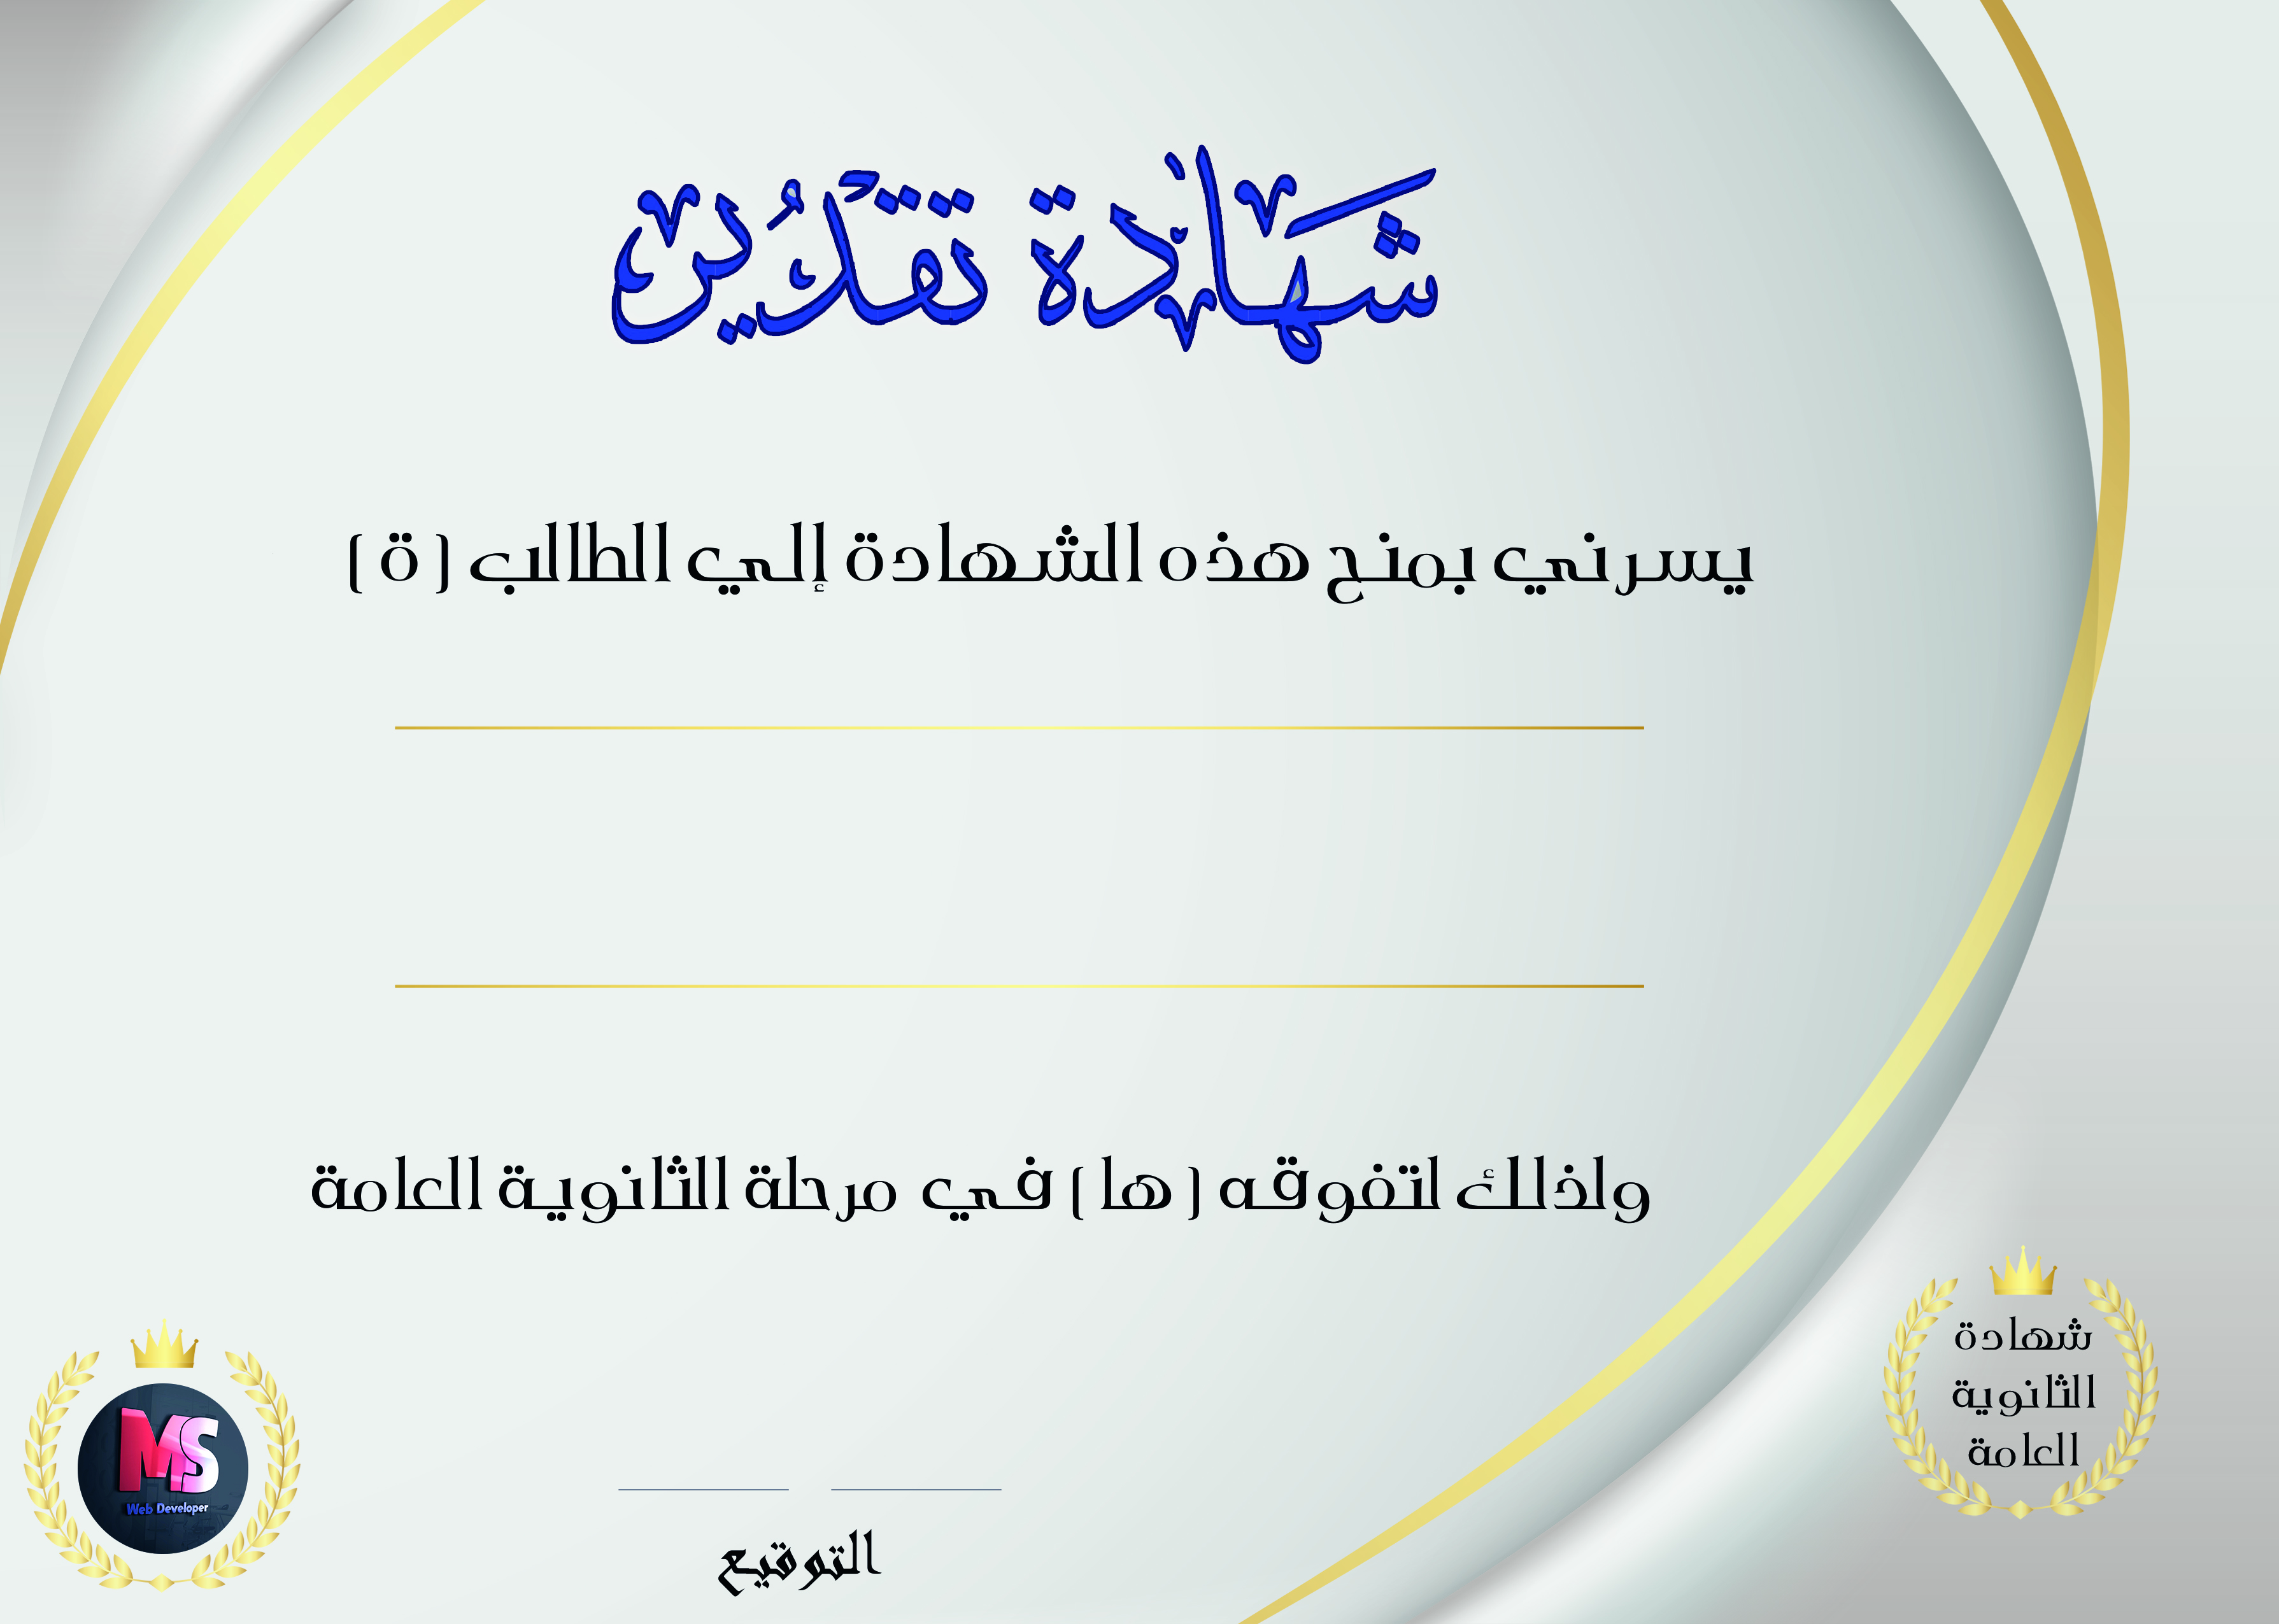 شهادة تقدير
يسرني بمنح هذه الشهادة إلي الطالب ( ة )
ولذلك لتفوقه ( ها ) في مرحلة الثانوية العامة
شهادة
الثانوية
العامة
MS
Web Developer
التوقيع